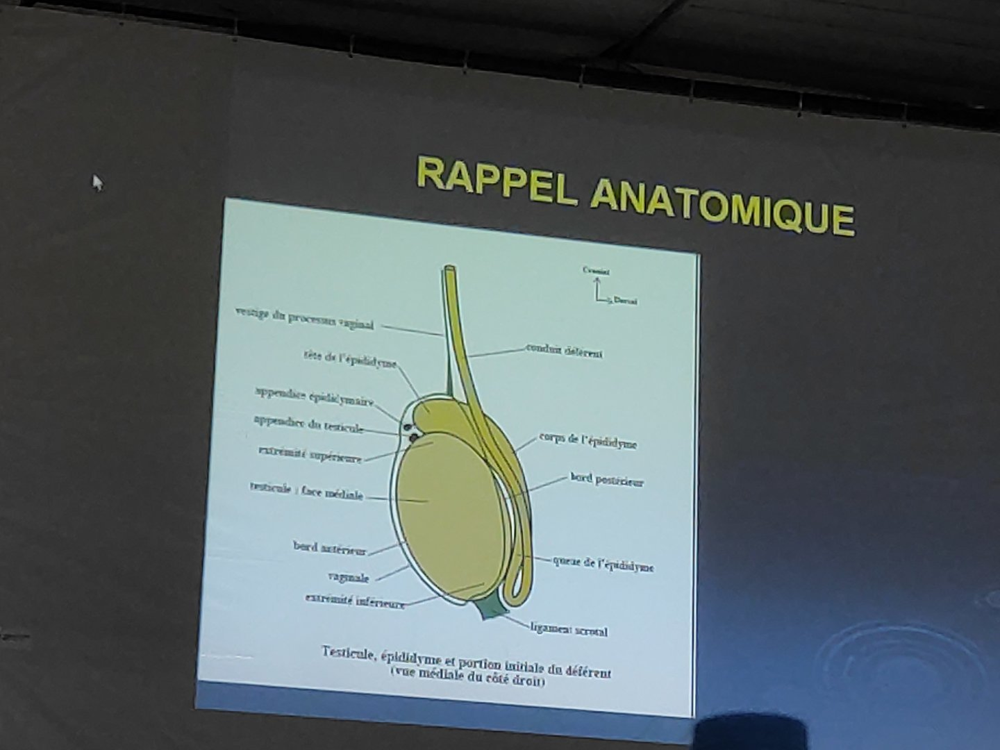 RAPPEL ANATOMIQUE
Cranial
Dorsal
vestige du processus vaginal
conduit déférent
tête de l'épididyme
appendice épididymaire
appendice du testicule
extrémité supérieure
corps de l'épididyme
bord postérieur
testicule : face médiale
bord antérieur
queue de l'épididyme
vaginale
extrémité inférieure
ligament scrotal
Testicule, épididyme et portion initiale du déférent
(vue médiale du côté droit)